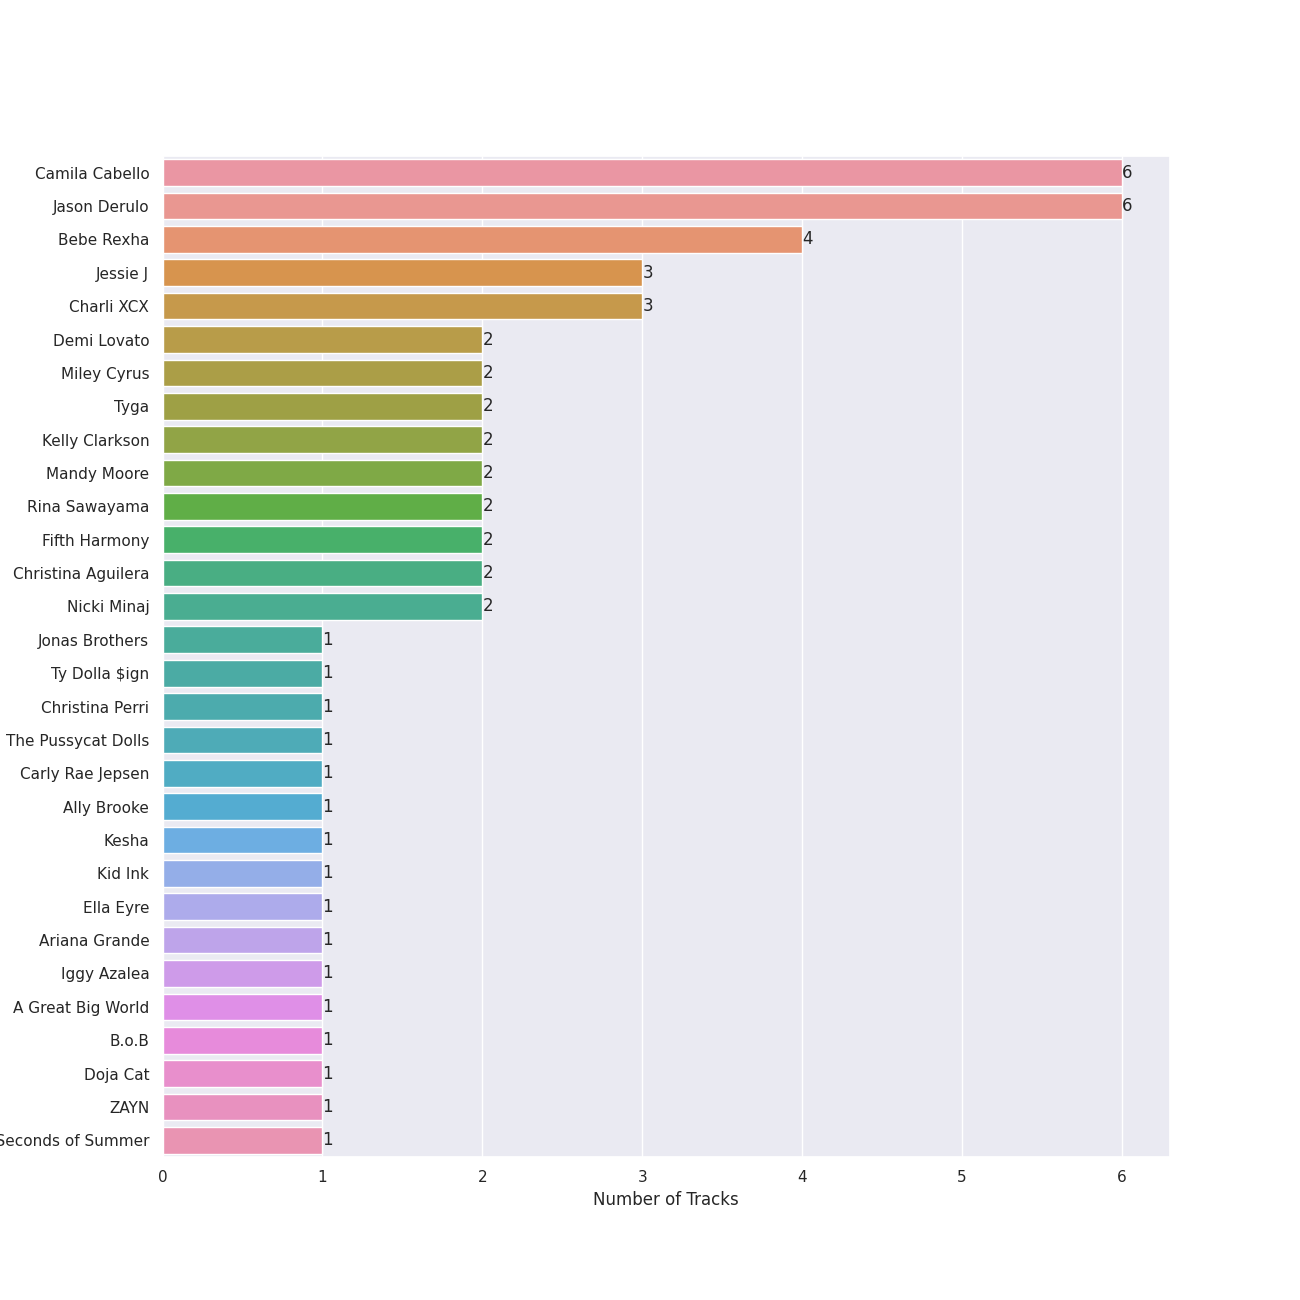 Camila Cabello 6
Jason Derulo 6
Bebe Rexha 4
Jessie J 3
Charli XCX 3
Demi Lovato 2
Miley Cyrus 2
Tyga 2
Kelly Clarkson 2
Mandy Moore 2
Rina Sawayama 2
Fifth Harmony 2
Christina Aguilera 2
Nicki Minaj 2
Jonas Brothers 1
Ty Dolla $ign 1
Christina Perri 1
The Pussycat Dolls 1
Carly Rae Jepsen 1
Ally Brooke 1
Kesha 1
Kid Ink 1
Ella Eyre 1
Ariana Grande 1
Iggy Azalea 1
A Great Big World 1
B.o.B 1
Doja Cat 1
ZAYN 1
Seconds of Summer 1
0 1 2 3 4 5 6
Number of Tracks